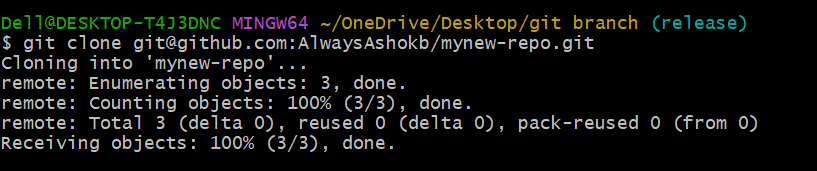 Dell@DESKTOP-T4J3DNC MINGW64 ~/OneDrive/Desktop/git branch (release)
$ git clone git@github.com:AlwaysAshokb/mynew-repo.git
Cloning into 'mynew-repo'...
remote: Enumerating objects: 3, done.
remote: Counting objects: 100% (3/3), done.
remote: Total 3 (delta 0), reused 0 (delta 0), pack-reused 0 (from 0)
Receiving objects: 100% (3/3), done.